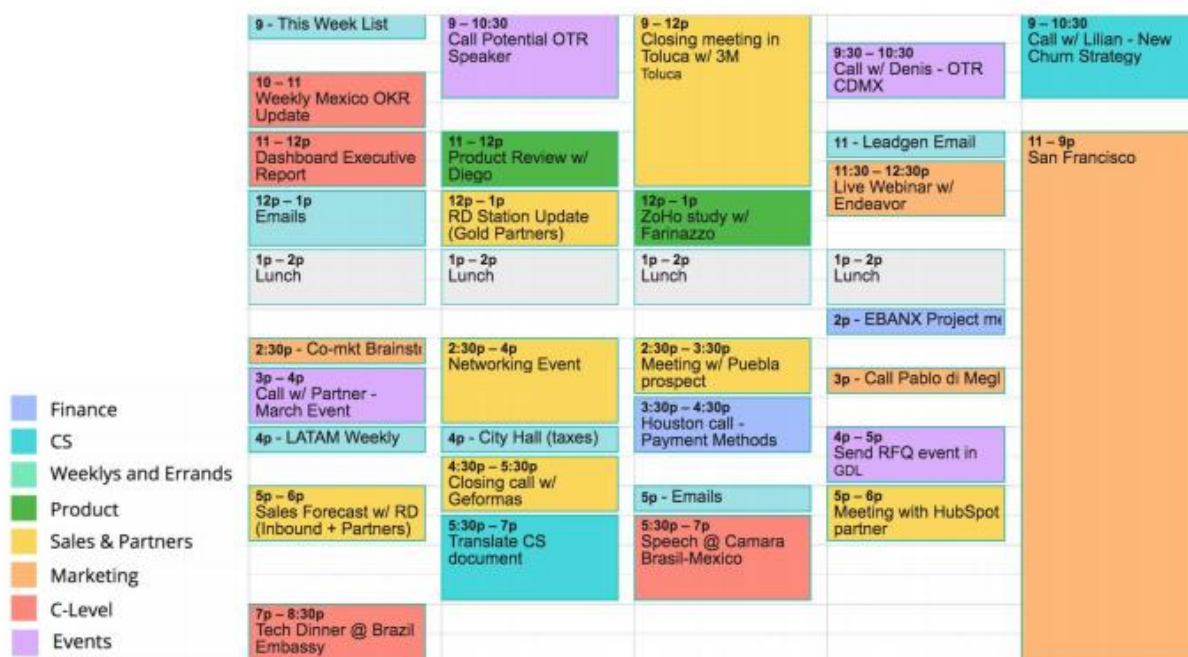 9 - This Week List
10 – 11
Weekly Mexico OKR
Update
11 – 12p
Dashboard Executive
Report
12p – 1p
Emails
1p – 2p
Lunch
2:30p - Co-mkt Brainst
3p – 4p
Call w/ Partner -
March Event
4p - LATAM Weekly
5p – 6p
Sales Forecast w/ RD
(Inbound + Partners)
7p – 8:30p
Tech Dinner @ Brazil
Embassy
9 – 10:30
Call Potential OTR
Speaker
11 – 12p
Product Review w/
Diego
12p – 1p
RD Station Update
(Gold Partners)
1p – 2p
Lunch
2:30p – 4p
Networking Event
4p - City Hall (taxes)
4:30p – 5:30p
Closing call w/
Geformas
5:30p – 7p
Translate CS
document
9 – 12p
Closing meeting in
Toluca w/ 3M
Toluca
12p – 1p
ZoHo study w/
Farinazzo
1p – 2p
Lunch
2:30p – 3:30p
Meeting w/ Puebla
prospect
3:30p – 4:30p
Houston call -
Payment Methods
5p - Emails
5:30p – 7p
Speech @ Camara
Brasil-Mexico
9:30 – 10:30
Call w/ Denis - OTR
CDMX
11 - Leadgen Email
11:30 – 12:30p
Live Webinar w/
Endeavor
1p – 2p
Lunch
2p - EBANX Project me
3p - Call Pablo di Megl
4p – 5p
Send RFQ event in
GDL
5p – 6p
Meeting with HubSpot
partner
9 – 10:30
Call w/ Lilian - New
Churn Strategy
11 – 9p
San Francisco
Finance
CS
Weeklys and Errands
Product
Sales & Partners
Marketing
C-Level
Events